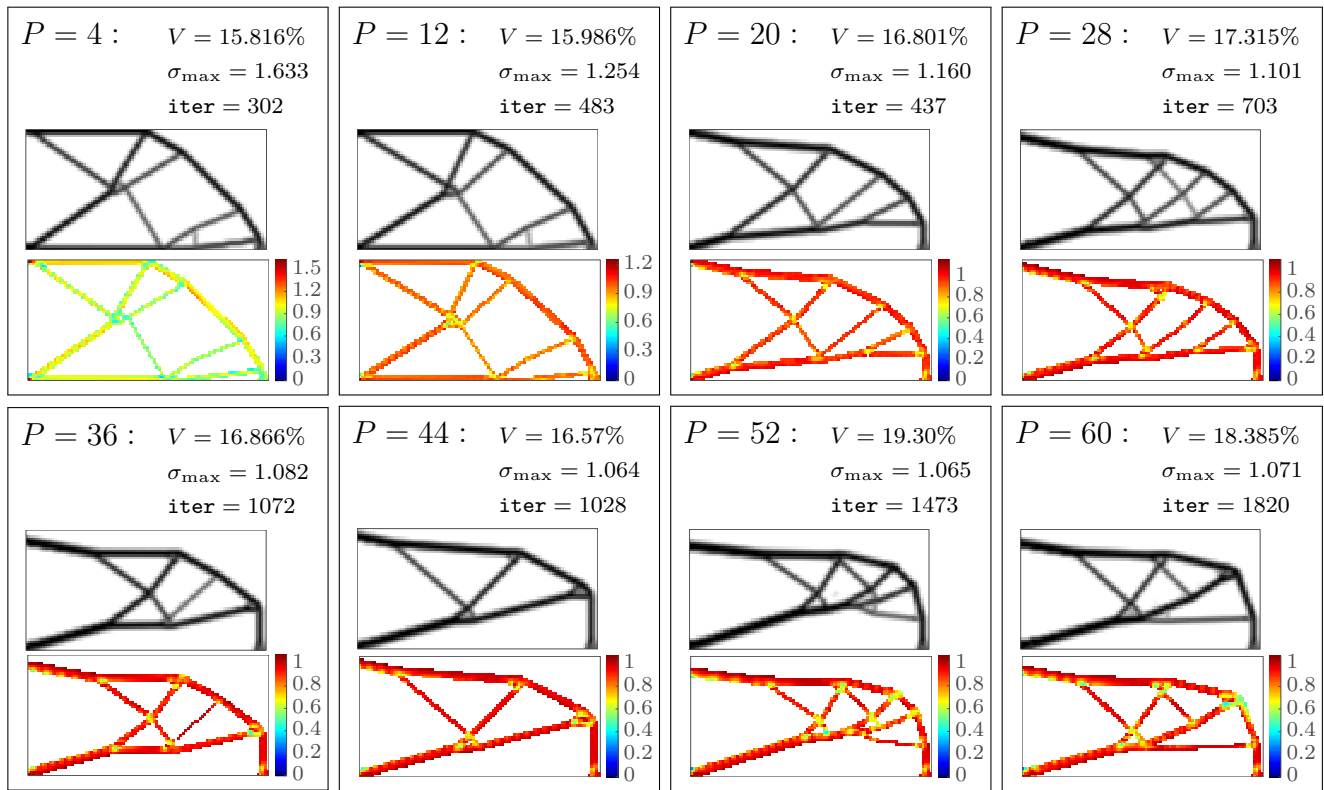 P = 4 : V = 15.816%
σmax = 1.633
iter = 302
1.5
1.2
0.9
0.6
0.3
0
P = 12 : V = 15.986%
σmax = 1.254
iter = 483
1.2
0.9
0.6
0.3
0
P = 20 : V = 16.801%
σmax = 1.160
iter = 437
1
0.8
0.6
0.4
0.2
0
P = 28 : V = 17.315%
σmax = 1.101
iter = 703
1
0.8
0.6
0.4
0.2
0
P = 36 : V = 16.866%
σmax = 1.082
iter = 1072
1
0.8
0.6
0.4
0.2
0
P = 44 : V = 16.57%
σmax = 1.064
iter = 1028
1
0.8
0.6
0.4
0.2
0
P = 52 : V = 19.30%
σmax = 1.065
iter = 1473
1
0.8
0.6
0.4
0.2
0
P = 60 : V = 18.385%
σmax = 1.071
iter = 1820
1
0.8
0.6
0.4
0.2
0